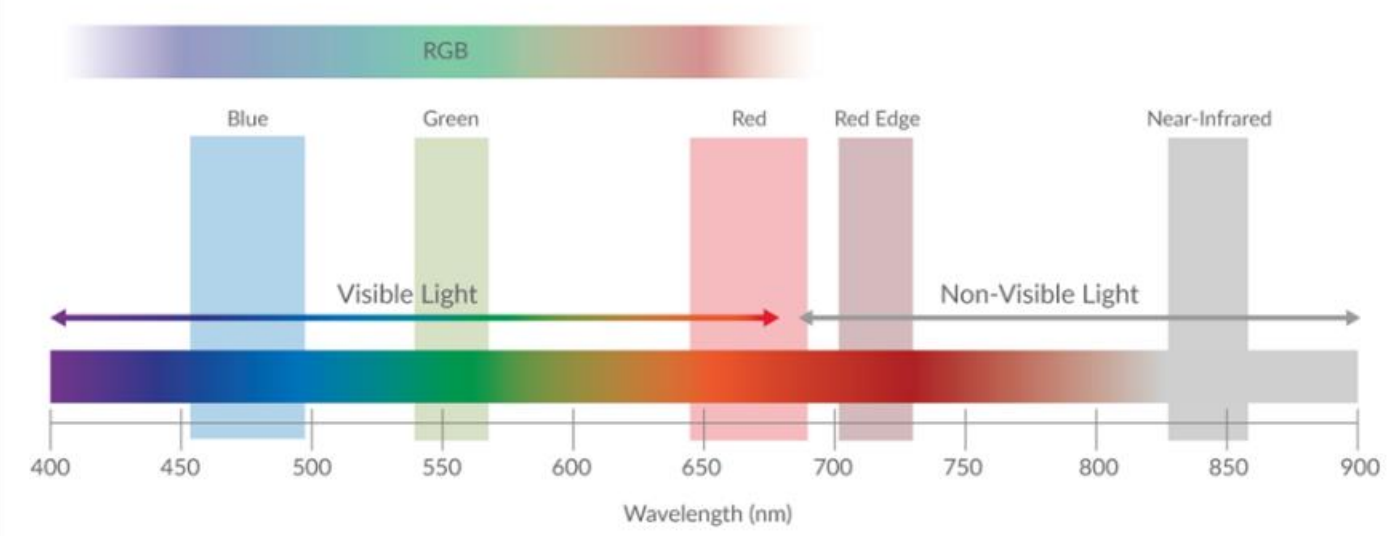 RGB
Blue Green Red Red Edge Near-Infrared
Visible Light Non-Visible Light
400 450 500 550 600 650 700 750 800 850 900
Wavelength (nm)